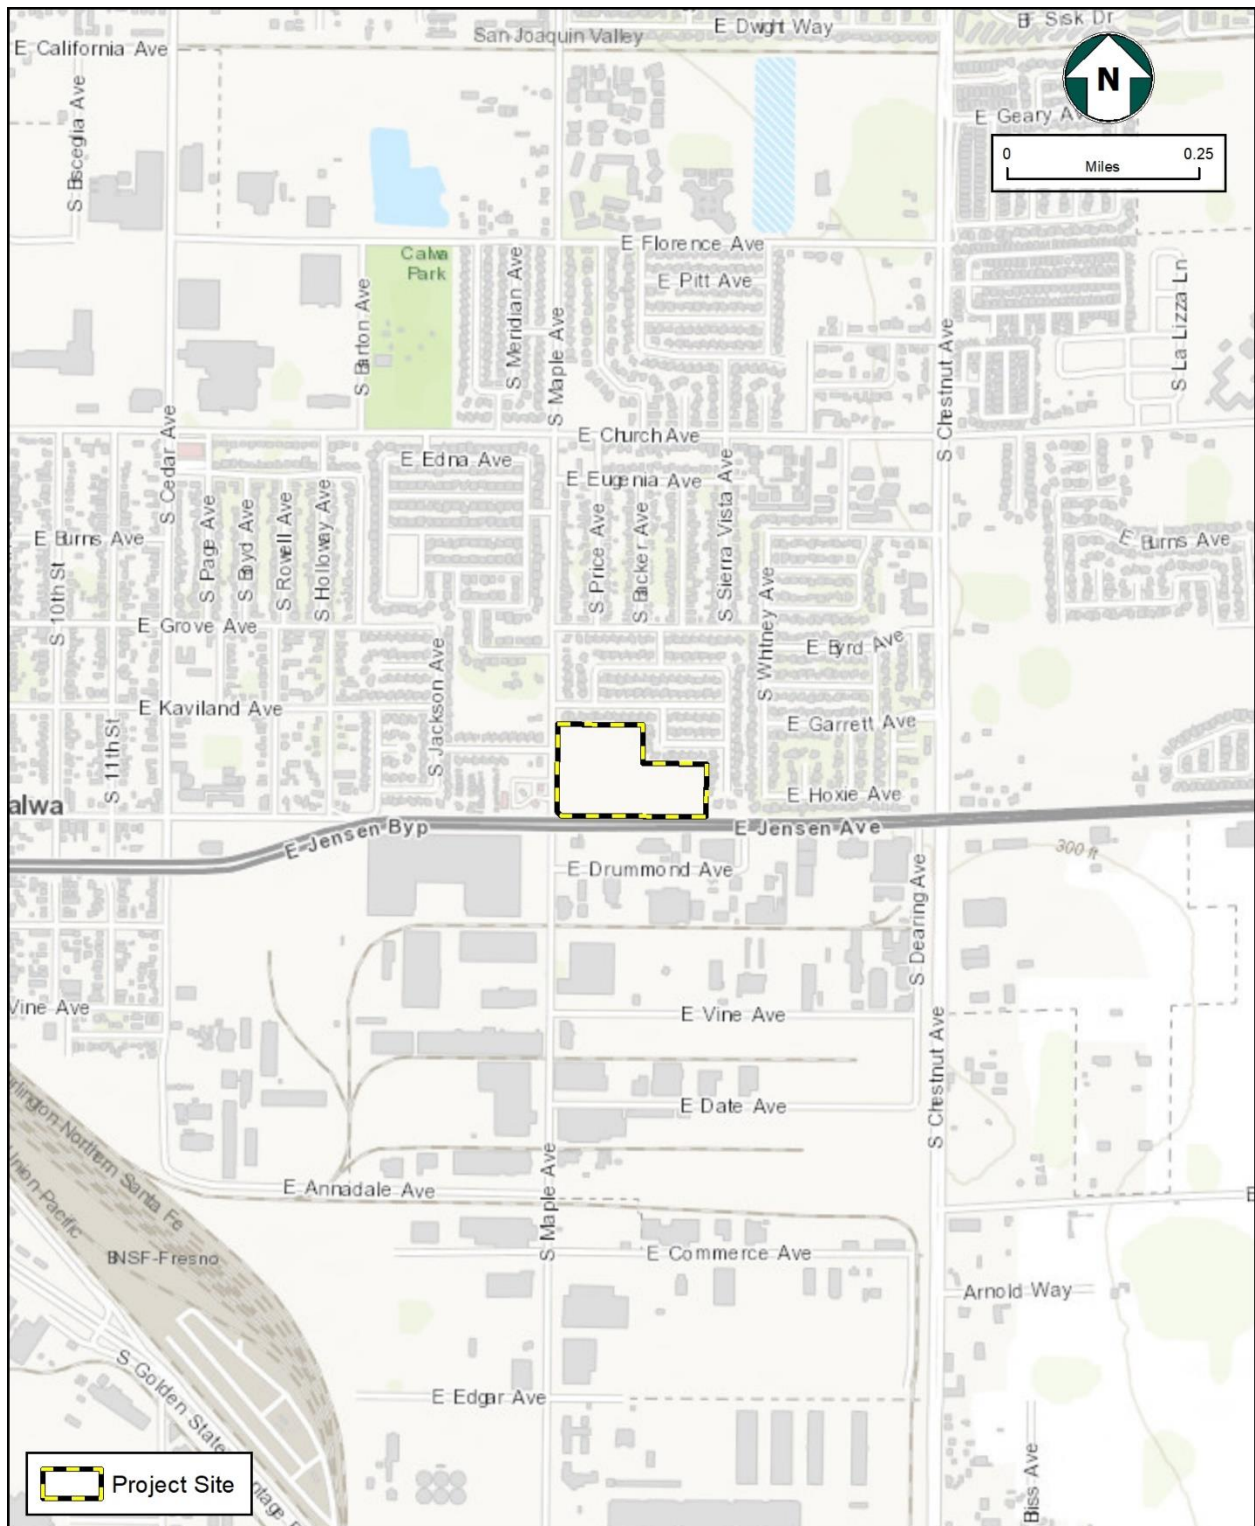 E Dwight Way
E Sisk Dr
San Joaquin Valley
E California Ave
N
S Bisceglia Ave
E Geary Av
0
0.25
Miles
E Florence Ave
Calwa
Park
E Pitt Ave
S Barton Ave
S Meridian Ave
S Maple Ave
S La Lizza Ln
S Chestnut Ave
S Cedar Ave
E Church Ave
E Edna Ave
E Eugenia Ave
S Sierra Vista Ave
E Burns Ave
E Burns Ave
S 10th St
S Page Ave
S Boyd Ave
S Rowell Ave
S Holloway Ave
S Price Ave
S Backer Ave
S Whitney Ave
E Grove Ave
E Byrd Ave
S Jackson Ave
E Kaviland Ave
E Garrett Ave
S 11th St
alwa
E Hoxie Ave
E Jensen Byp
E Jensen Ave
300 ft
E Drummond Ave
S Dearing Ave
Vine Ave
E Vine Ave
S Chestnut Ave
E Date Ave
rlington Northern Santa Fe
nion Pacific
E Annadale Ave
S Maple Ave
E
BNSF-Fresno
E Commerce Ave
Arnold Way
S Golden State
ntage
E Edgar Ave
Biss Ave
Project Site